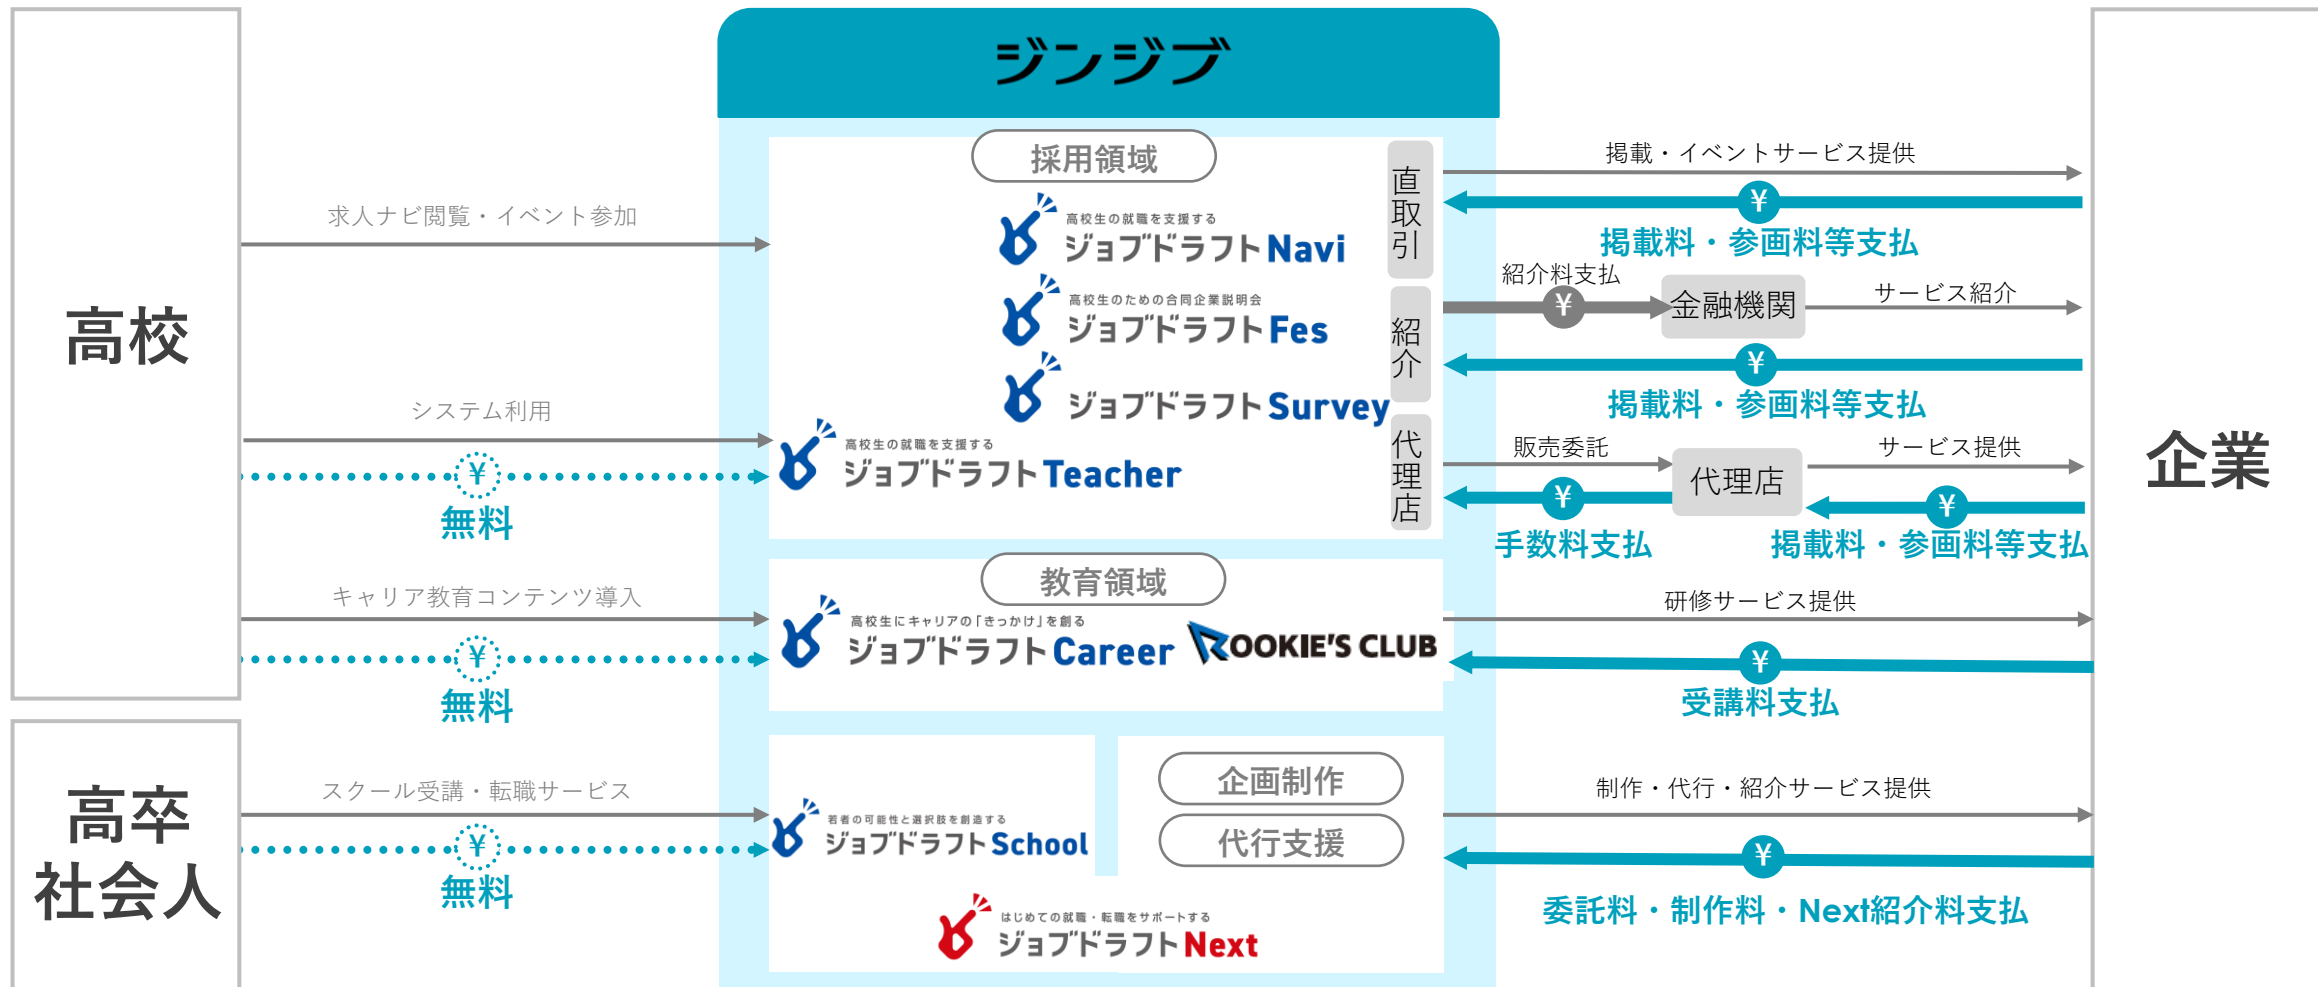 ジンジブ
高校
求人ナビ閲覧・イベント参加
システム利用
¥
無料
キャリア教育コンテンツ導入
¥
無料
高卒
社会人
スクール受講・転職サービス
¥
無料
採用領域
高校生の就職を支援する
ジョブドラフトNavi
高校生のための合同企業説明会
ジョブドラフトFes
ジョブドラフトSurvey
高校生の就職を支援する
ジョブドラフトTeacher
直取引
紹介
代理店
教育領域
高校生にキャリアの「きっかけ」を創る
ジョブドラフトCareer
ROOKIE'S CLUB
若者の可能性と選択肢を創造する
ジョブドラフトSchool
企画制作
代行支援
はじめての就職・転職をサポートする
ジョブドラフトNext
掲載・イベントサービス提供
¥
掲載料・参画料等支払
紹介料支払
¥
金融機関
サービス紹介
¥
掲載料・参画料等支払
販売委託
代理店
サービス提供
¥
手数料支払
¥
掲載料・参画料等支払
研修サービス提供
¥
受講料支払
制作・代行・紹介サービス提供
¥
委託料・制作料・Next紹介料支払
企業